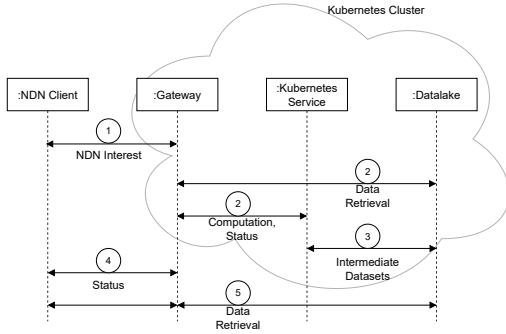 Kubernetes Cluster
:NDN Client
:Gateway
:Kubernetes
Service
:Datalake
1
NDN Interest
2
Data
Retrieval
2
Computation,
Status
3
Intermediate
Datasets
4
Status
5
Data
Retrieval